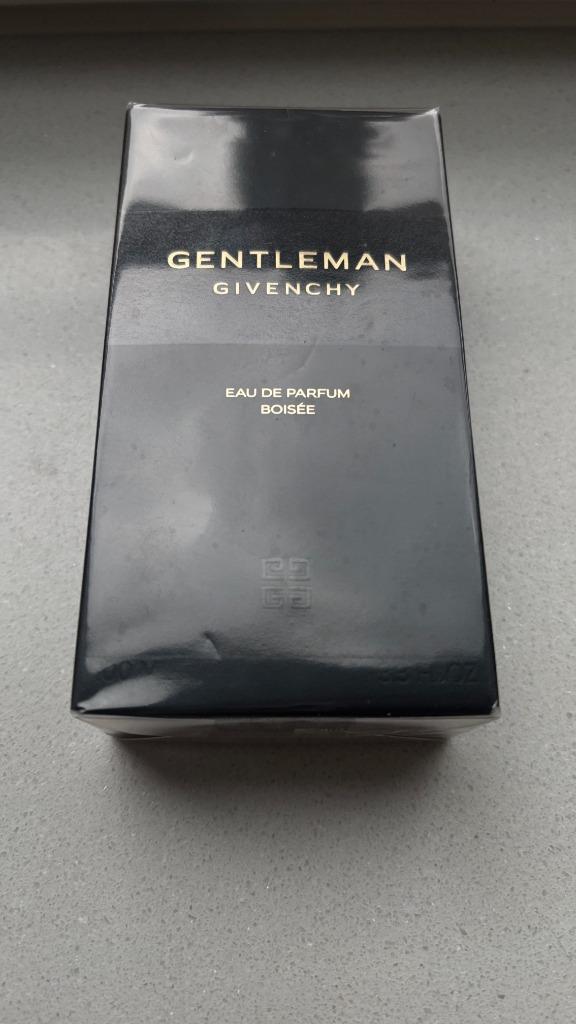 GENTLEMAN
GIVENCHY
EAU DE PARFUM
BOISÉE